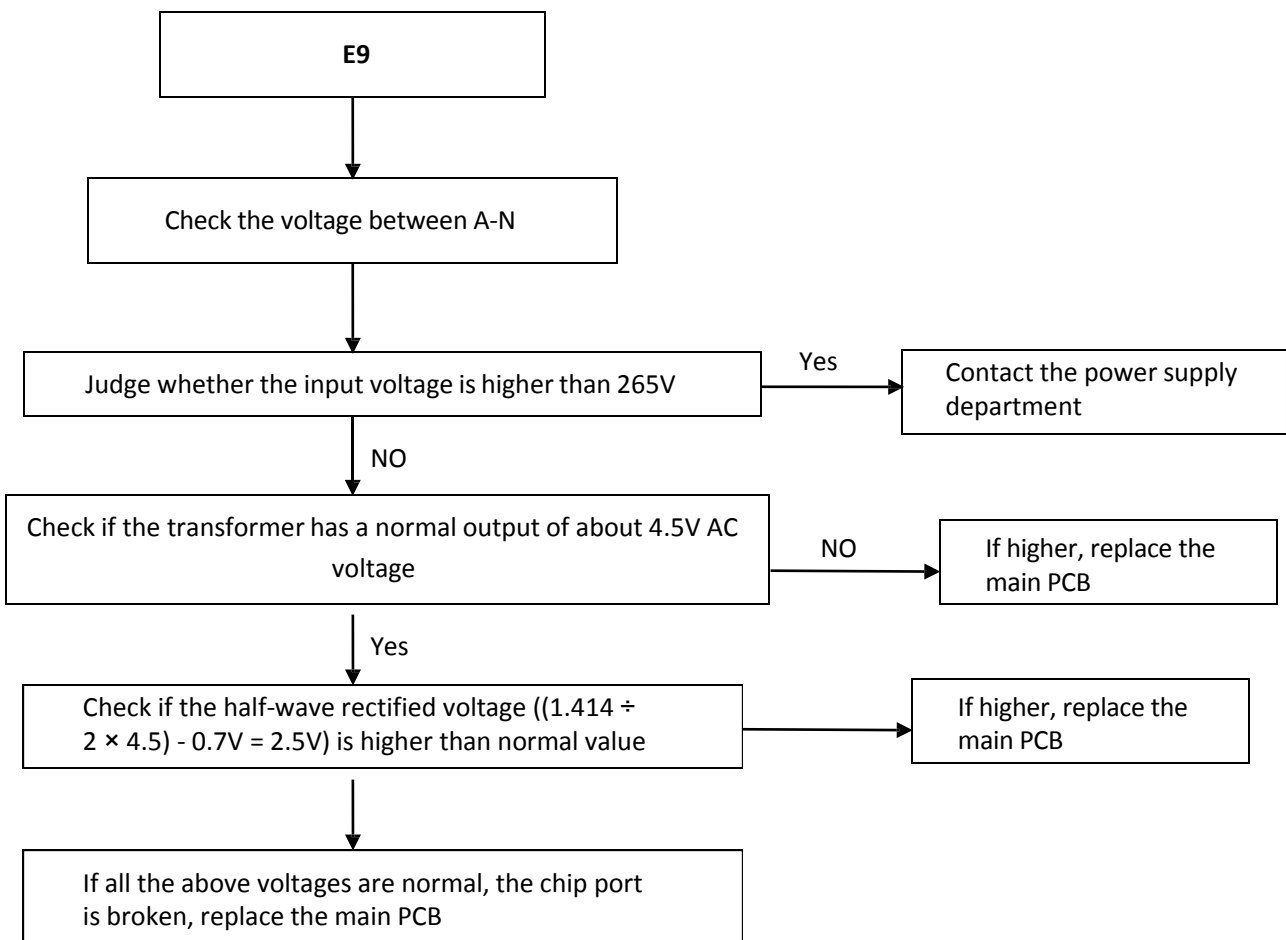 E9
Check the voltage between A-N
Judge whether the input voltage is higher than 265V
Yes
Contact the power supply
department
NO
Check if the transformer has a normal output of about 4.5V AC
voltage
NO
If higher, replace the
main PCB
Yes
Check if the half-wave rectified voltage ((1.414 ÷
2 × 4.5) - 0.7V = 2.5V) is higher than normal value
If higher, replace the
main PCB
If all the above voltages are normal, the chip port
is broken, replace the main PCB